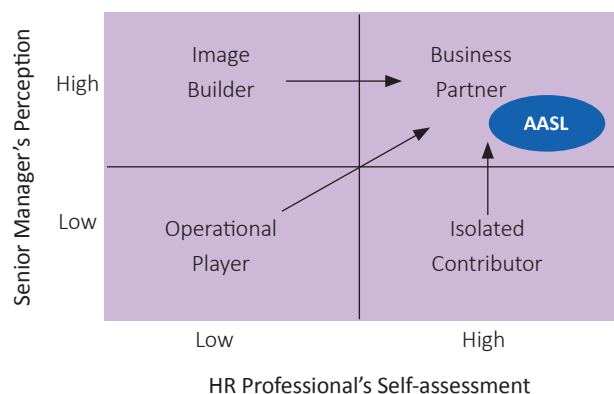 Senior Manager's Perception
High
Low
Image
Builder
Business
Partner
AASL
Operational
Player
Isolated
Contributor
Low
High
HR Professional's Self-assessment